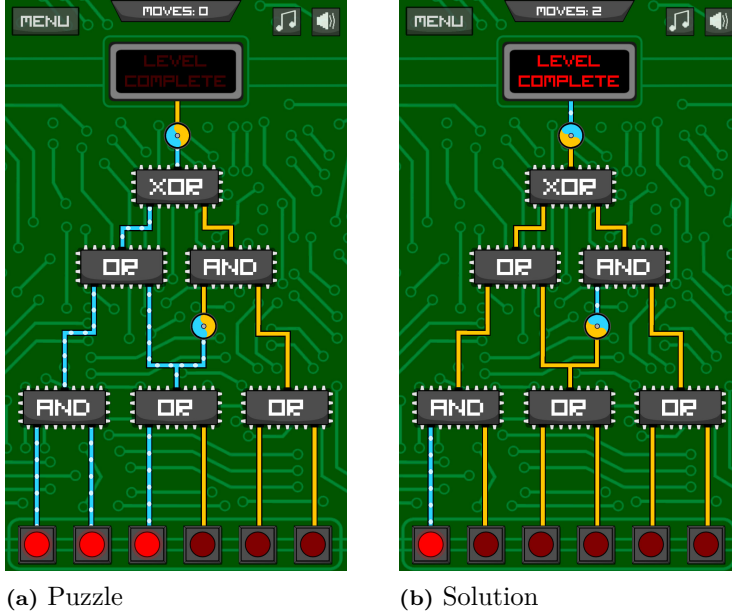 MENU
MOVES: 0
LEVEL
COMPLETE
XOR
OR
AND
AND
OR
OR
(a) Puzzle
MENU
MOVES: 2
LEVEL
COMPLETE
XOR
OR
AND
AND
OR
OR
(b) Solution